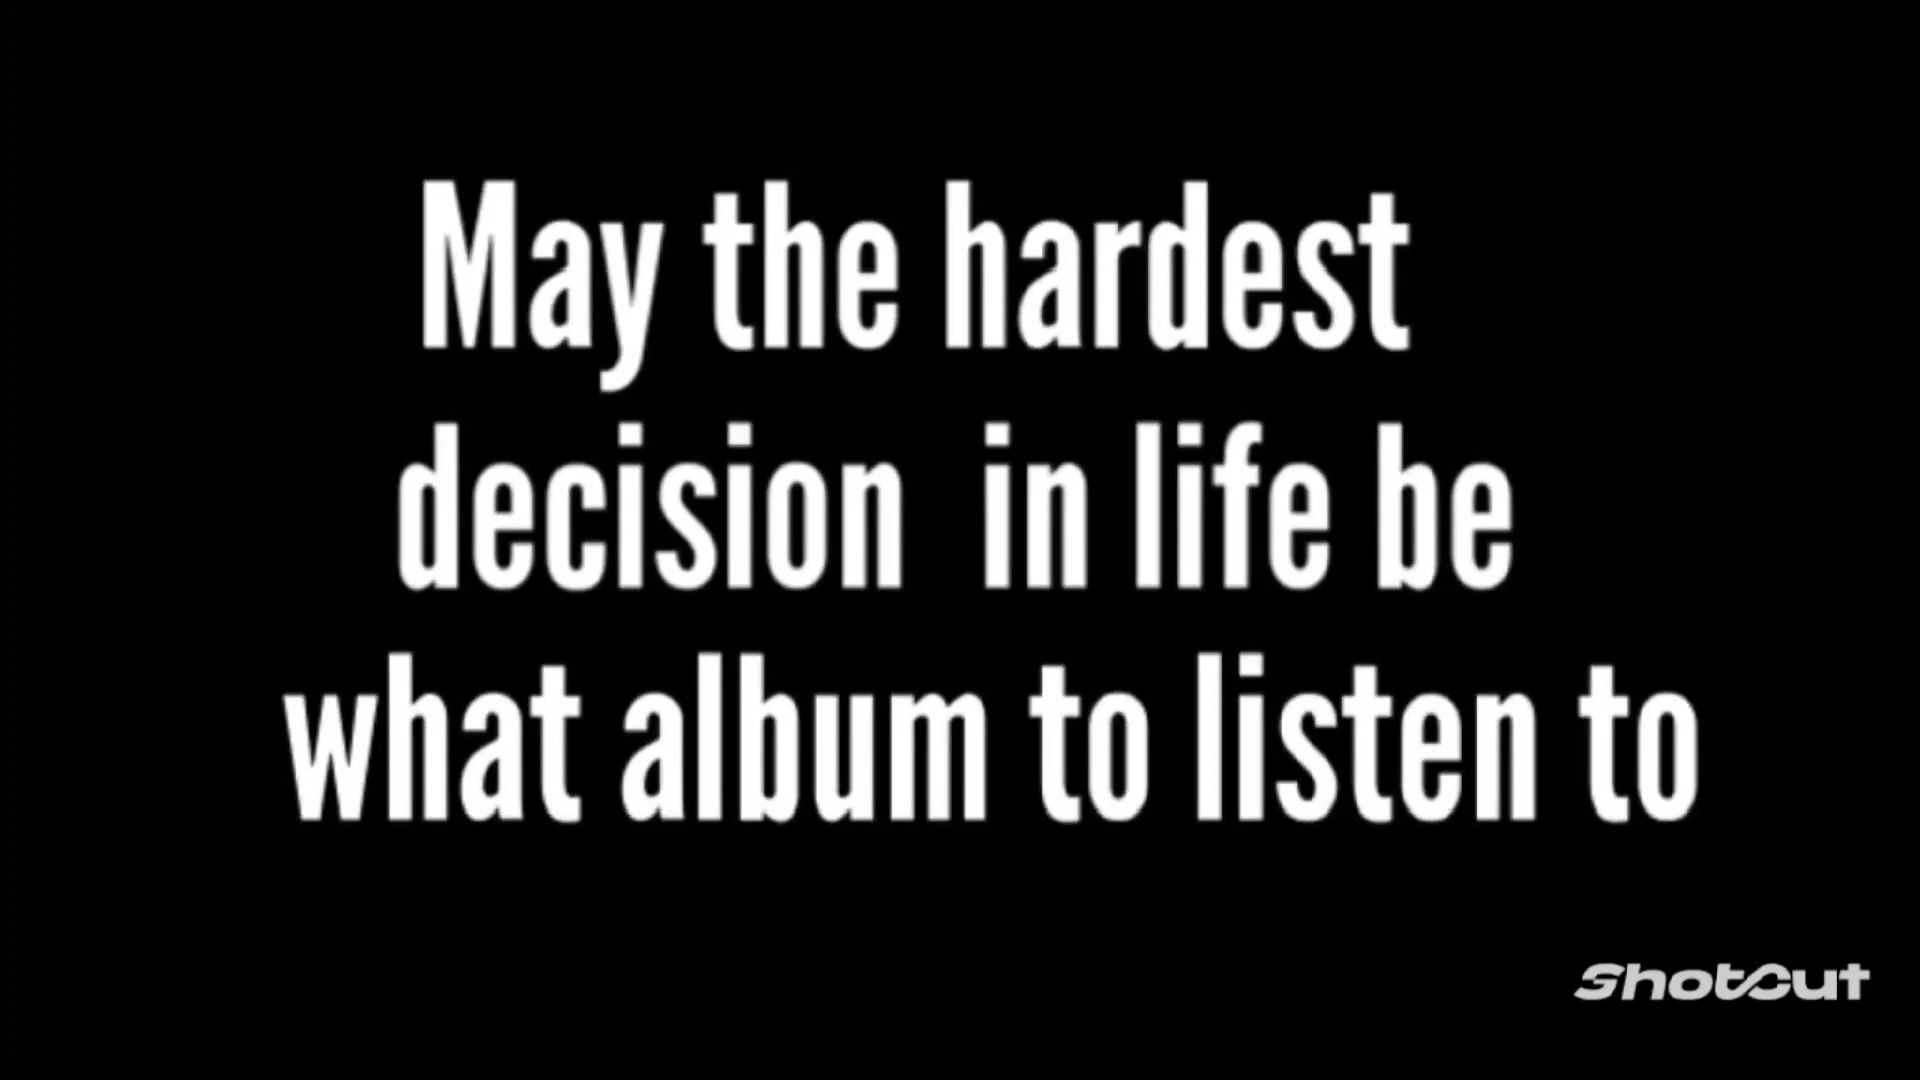 May the hardest
decision in life be
what album to listen to
ShotCut